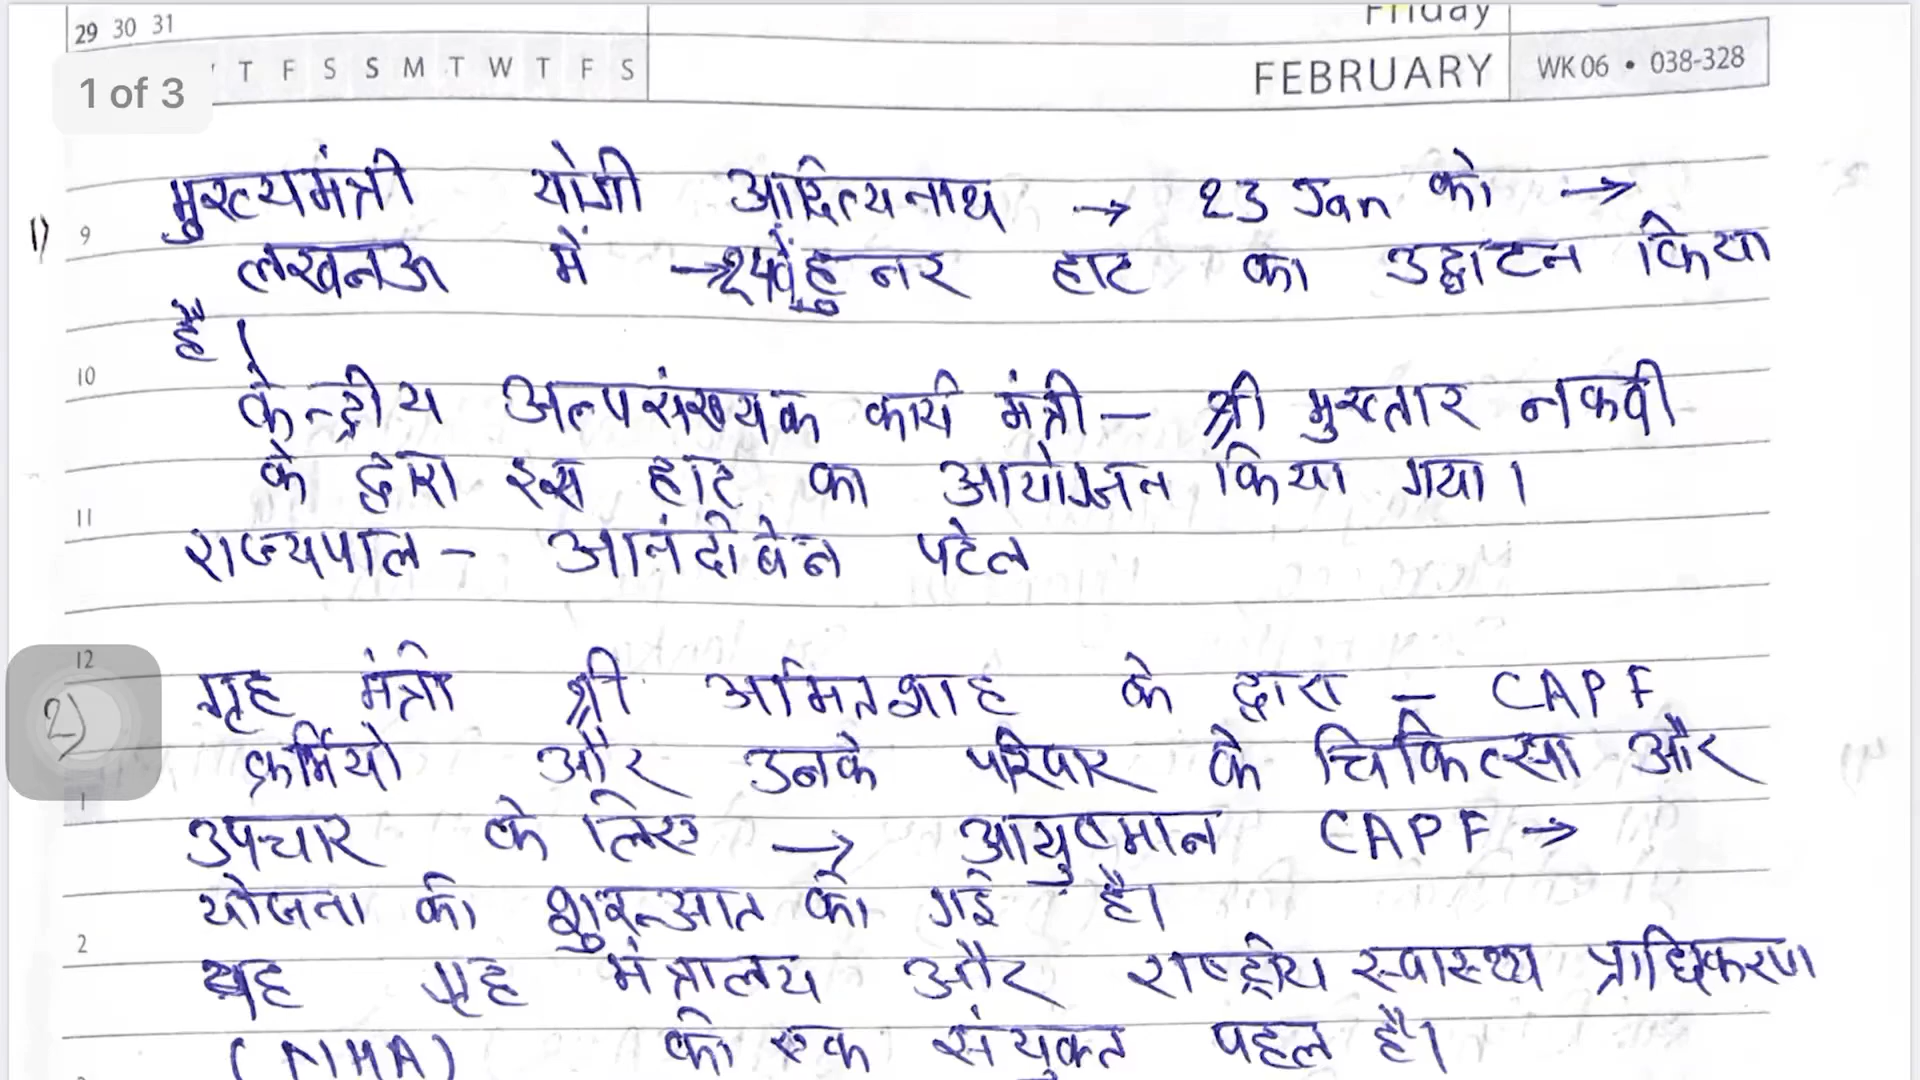 29 30 31
Friday
T F S S M T W T F S
FEBRUARY
WK 06 • 038-328
1 of 3
मुख्यमंत्री योगी आदित्यनाथ → 23 Jan को →
1) 9
लखनऊ में → 24वें हुनर हाट का उद्घाटन किया
है।
10
केन्द्रीय अल्पसंख्यक कार्य मंत्री – श्री मुख्तार नकवी
के द्वारा इस हाट का आयोजन किया गया।
11
राज्यपाल – आनंदीबेन पटेल
12
गृह मंत्री श्री अमितशाह के द्वारा – CAPF
2)
कर्मियों और उनके परिवार के चिकित्सा और
1
उपचार के लिए → आयुष्मान CAPF →
योजना की शुरुआत की गई है।
2
यह गृह मंत्रालय और राष्ट्रीय स्वास्थ्य प्राधिकरण
(NHA) की एक संयुक्त पहल है।